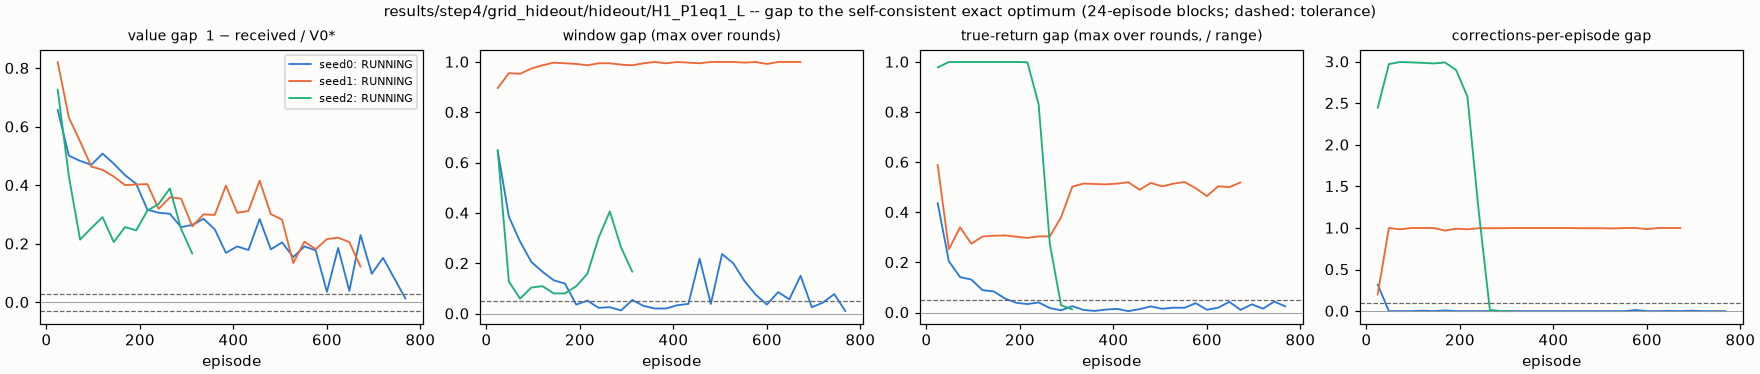 results/step4/grid_hideout/hideout/H1_P1eq1_L -- gap to the self-consistent exact optimum (24-episode blocks; dashed: tolerance)
value gap 1 − received / V0*
0.8
0.6
0.4
0.2
0.0
seed0: RUNNING
seed1: RUNNING
seed2: RUNNING
0 200 400 600 800
episode
window gap (max over rounds)
1.0
0.8
0.6
0.4
0.2
0.0
0 200 400 600 800
episode
true-return gap (max over rounds, / range)
1.0
0.8
0.6
0.4
0.2
0.0
0 200 400 600 800
episode
corrections-per-episode gap
3.0
2.5
2.0
1.5
1.0
0.5
0.0
0 200 400 600 800
episode